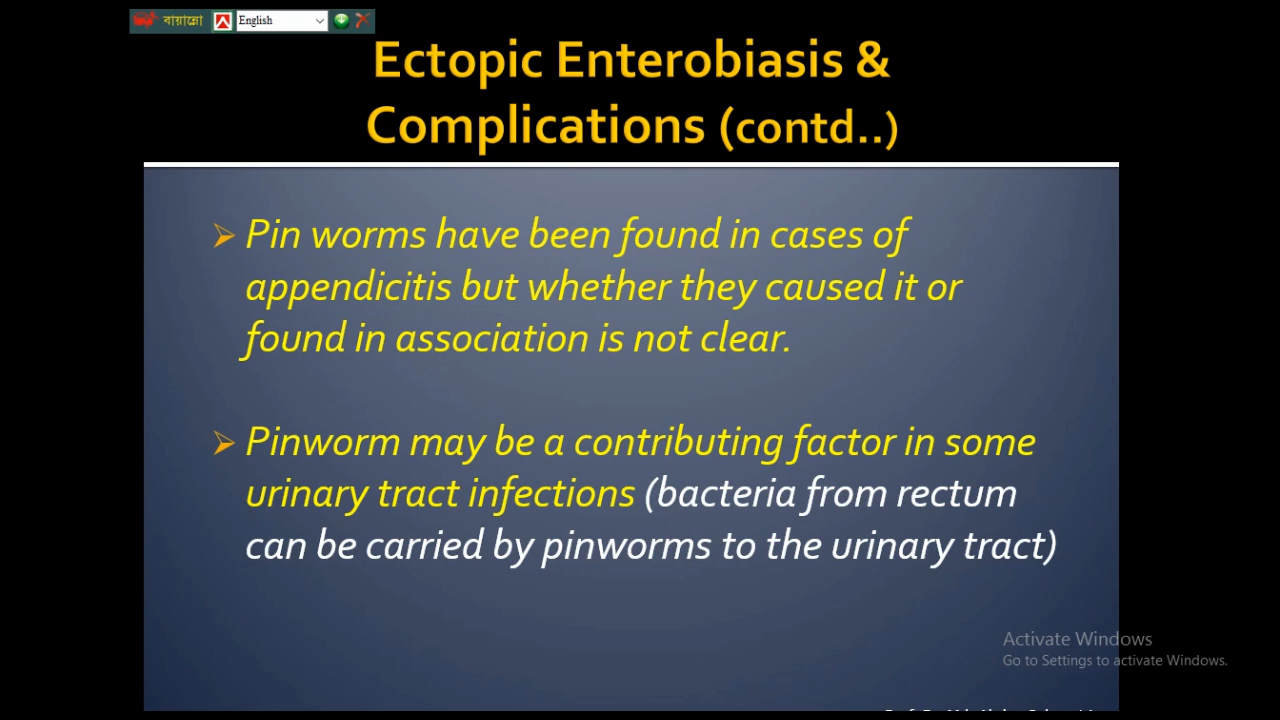 বায়ান্নো English
Ectopic Enterobiasis &
Complications (contd..)
Pin worms have been found in cases of
appendicitis but whether they caused it or
found in association is not clear.
Pinworm may be a contributing factor in some
urinary tract infections (bacteria from rectum
can be carried by pinworms to the urinary tract)
Activate Windows
Go to Settings to activate Windows.